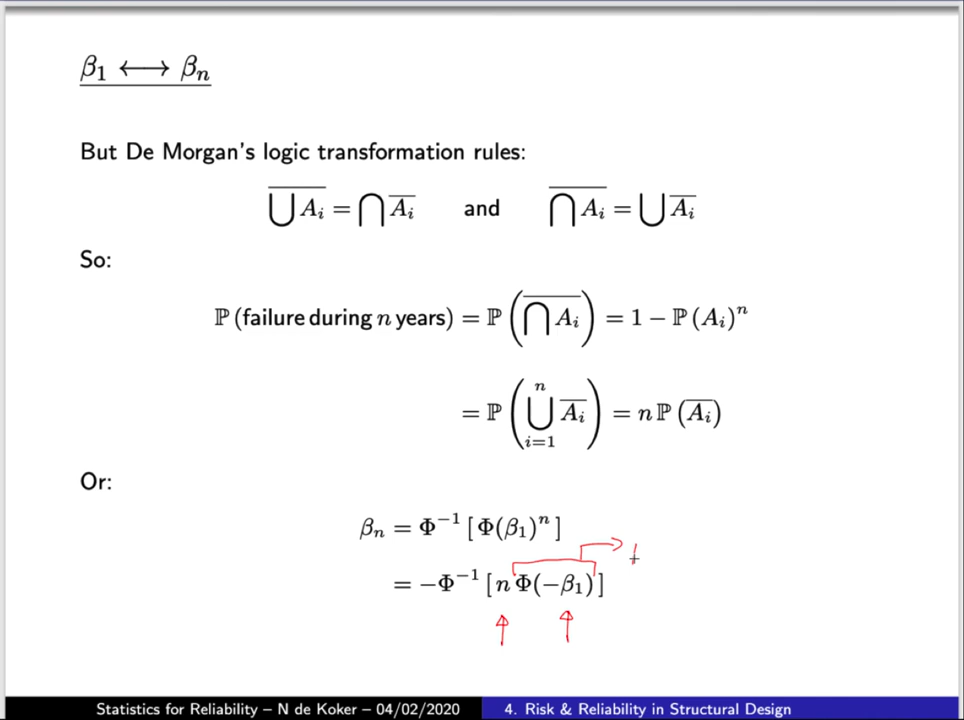 β₁ ⟷ βₙ
But De Morgan's logic transformation rules:
$\overline{\bigcup A_i} = \bigcap \overline{A_i}$ and $\overline{\bigcap A_i} = \bigcup \overline{A_i}$
So:
$\mathbb{P}\,(\text{failure during } n \text{ years}) = \mathbb{P}\left(\overline{\bigcap A_i}\right) = 1 - \mathbb{P}(A_i)^n$
$= \mathbb{P}\left(\bigcup_{i=1}^{n} \overline{A_i}\right) = n\,\mathbb{P}\left(\overline{A_i}\right)$
Or:
$\beta_n = \Phi^{-1}\left[\Phi(\beta_1)^n\right]$
$= -\Phi^{-1}\left[n\,\Phi(-\beta_1)\right]$
Statistics for Reliability – N de Koker – 04/02/2020 4. Risk & Reliability in Structural Design